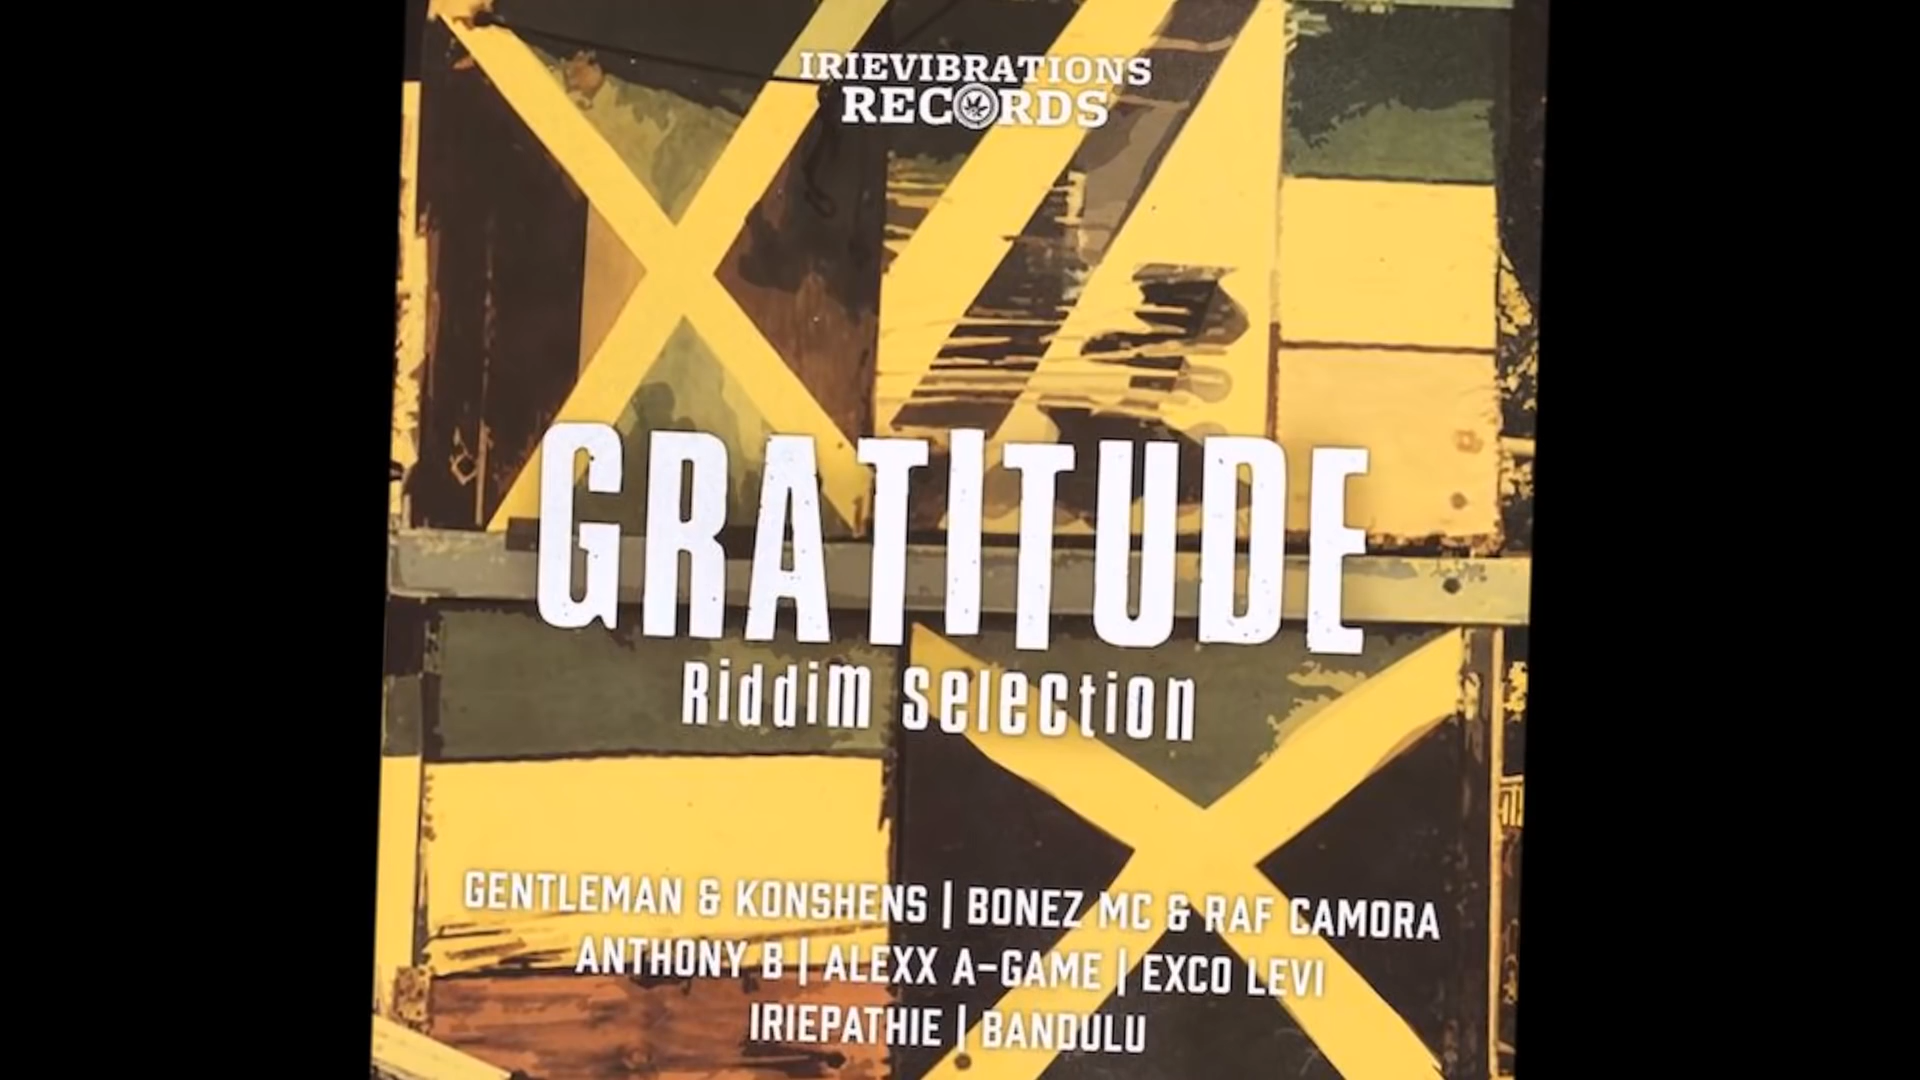 IRIEVIBRATIONS
RECORDS
GRATITUDE
Riddim Selection
GENTLEMAN & KONSHENS | BONEZ MC & RAF CAMORA
ANTHONY B | ALEXX A-GAME | EXCO LEVI
IRIEPATHIE | BANDULU